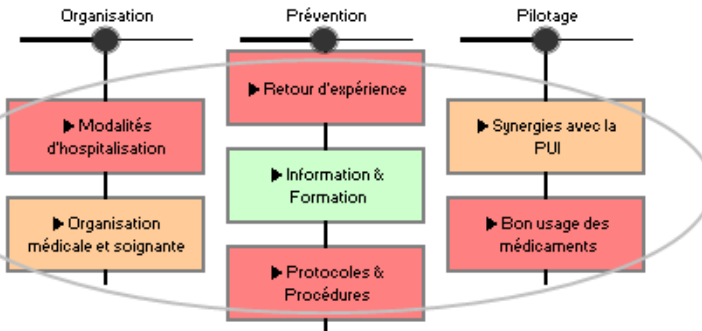 Organisation
Prévention
Pilotage
▶ Retour d'expérience
▶ Modalités
d'hospitalisation
▶ Synergies avec la
PUI
▶ Information &
Formation
▶ Organisation
médicale et soignante
▶ Bon usage des
médicaments
▶ Protocoles &
Procédures